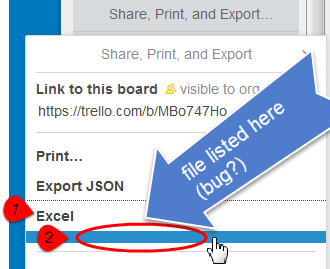 Share, Print, and Export…
Share, Print, and Export
Link to this board visible to org
https://trello.com/b/MBo747Ho
file listed here
(bug?)
Print…
Export JSON
1
Excel
2